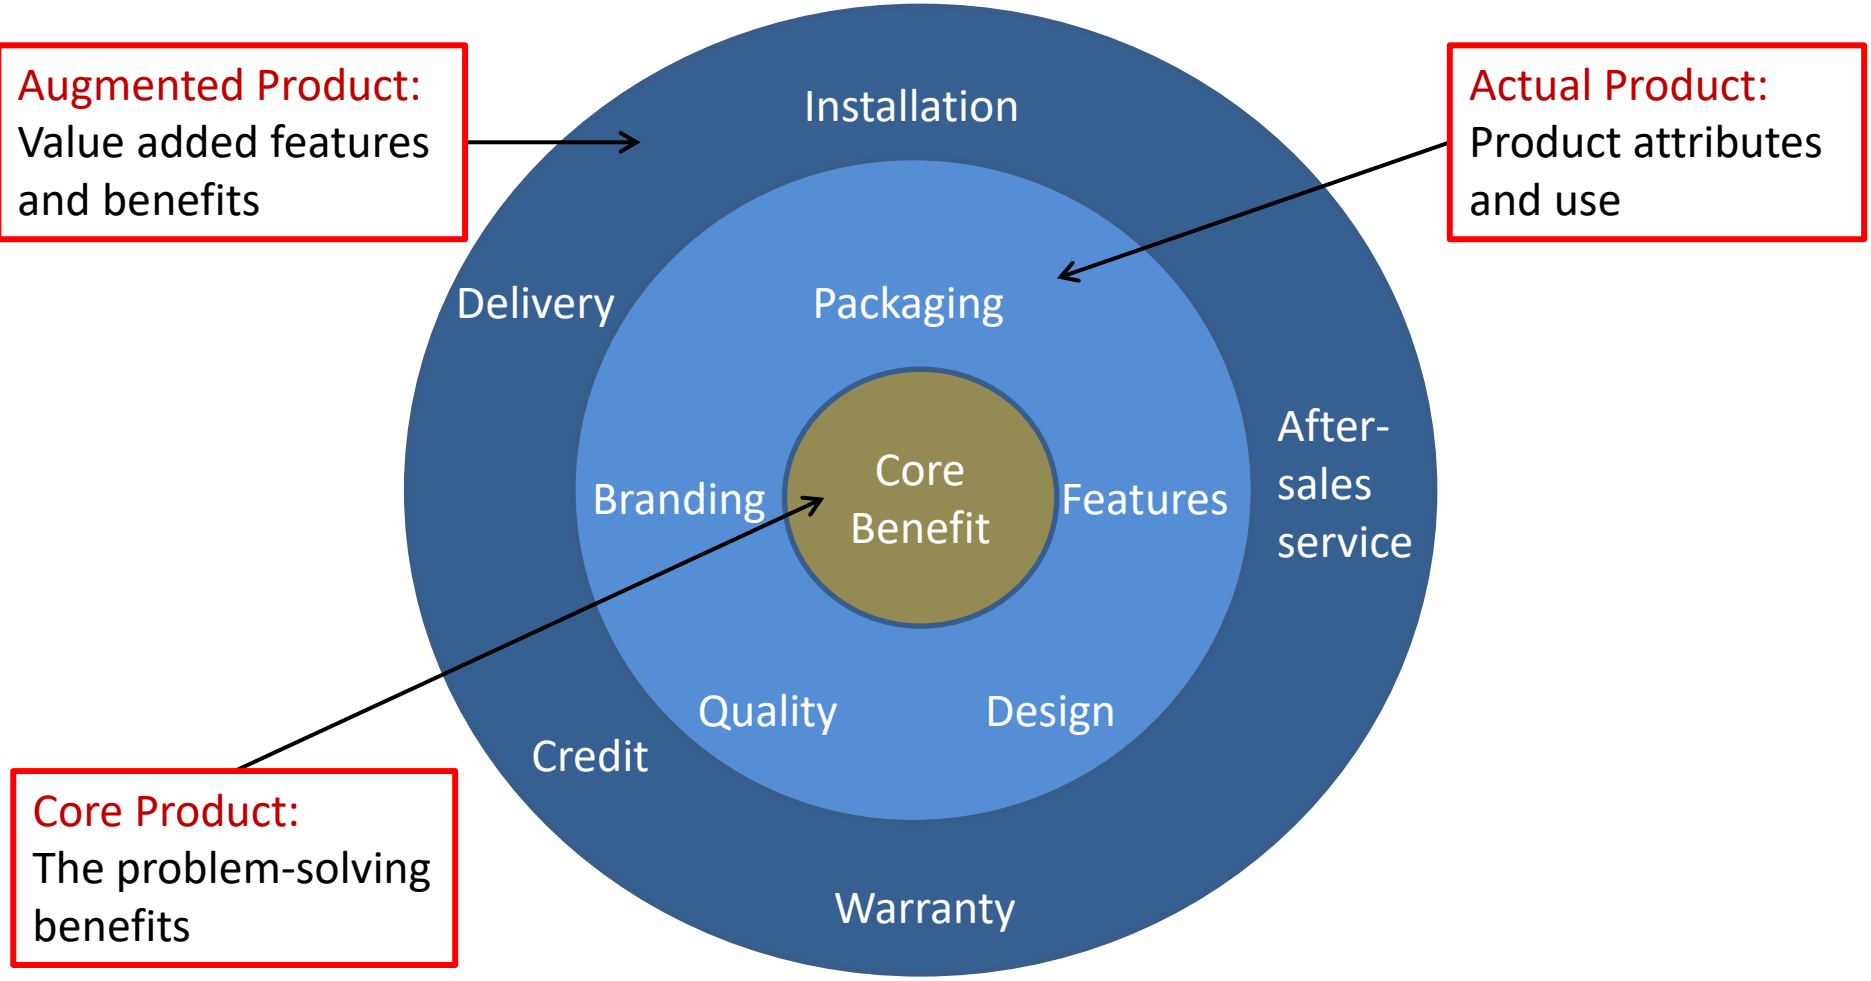 Augmented Product:
Value added features
and benefits
Actual Product:
Product attributes
and use
Installation
Delivery
Packaging
After-
sales
service
Branding
Core
Benefit
Features
Quality
Design
Credit
Core Product:
The problem-solving
benefits
Warranty